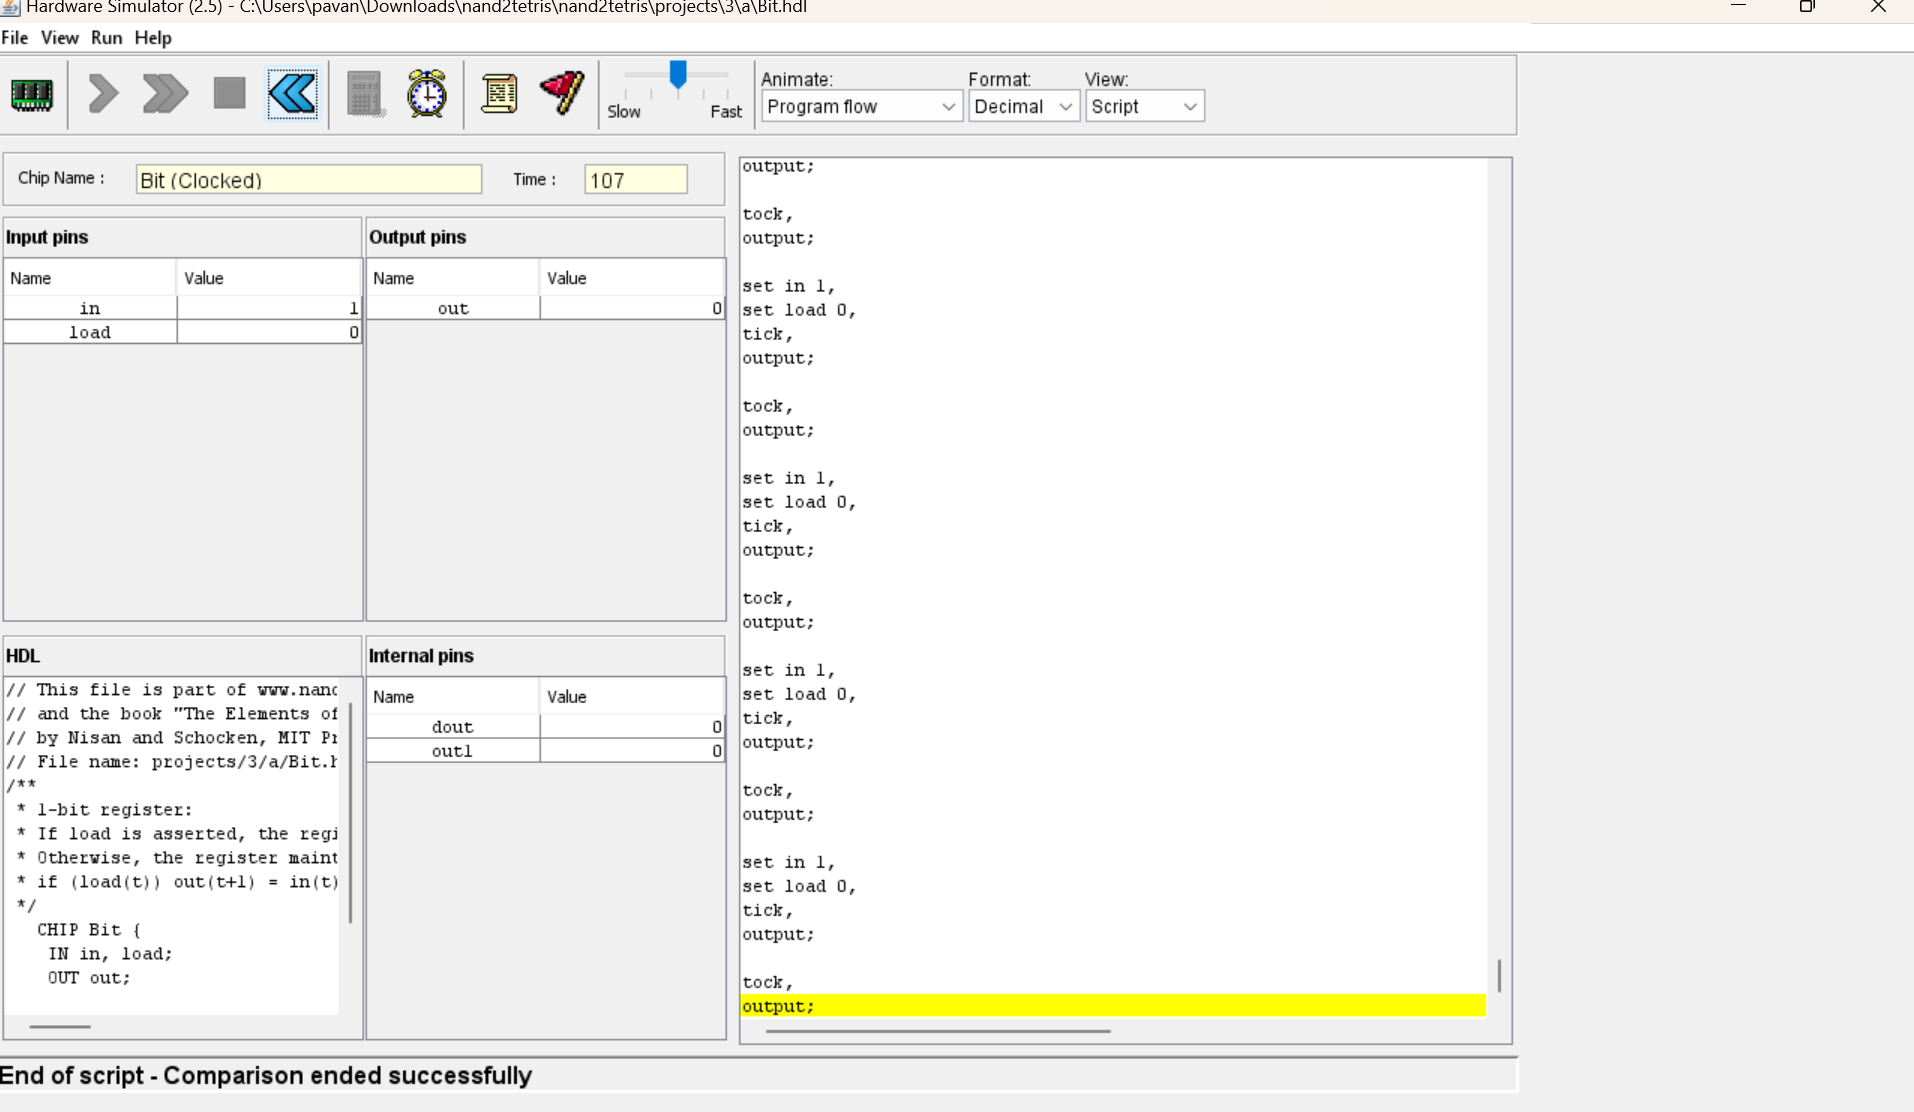 Hardware Simulator (2.5) - C:\Users\pavan\Downloads\nand2tetris\nand2tetris\projects\3\a\Bit.hdl
File View Run Help
Slow Fast
Animate: Format: View:
Program flow Decimal Script
Chip Name : Bit (Clocked) Time : 107
Input pins
Name Value
in 1
load 0
Output pins
Name Value
out 0
HDL
// This file is part of www.nand
// and the book "The Elements of
// by Nisan and Schocken, MIT Pr
// File name: projects/3/a/Bit.h
/**
* 1-bit register:
* If load is asserted, the regi
* Otherwise, the register maint
* if (load(t)) out(t+1) = in(t)
*/
CHIP Bit {
IN in, load;
OUT out;
Internal pins
Name Value
dout 0
out1 0
output;
tock,
output;
set in 1,
set load 0,
tick,
output;
tock,
output;
set in 1,
set load 0,
tick,
output;
tock,
output;
set in 1,
set load 0,
tick,
output;
tock,
output;
set in 1,
set load 0,
tick,
output;
tock,
output;
End of script - Comparison ended successfully